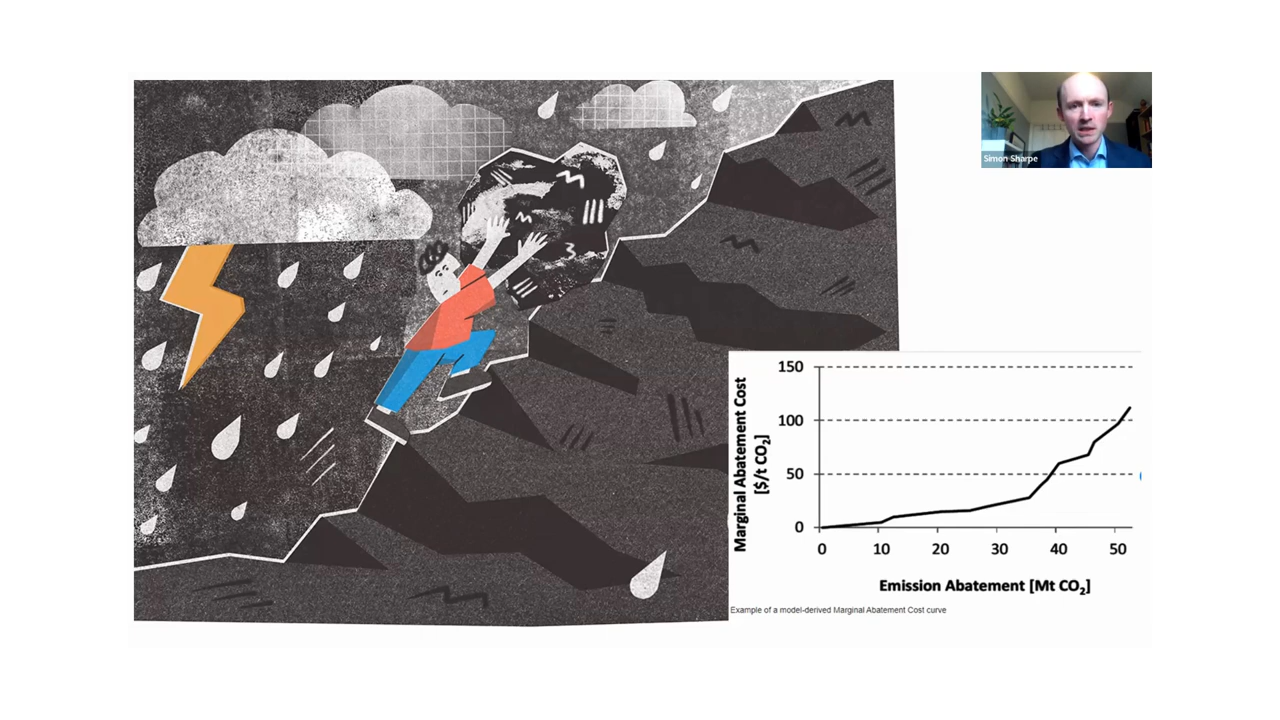 Simon Sharpe
Marginal Abatement Cost
[$/t CO₂]
150
100
50
0
0 10 20 30 40 50
Emission Abatement [Mt CO₂]
Example of a model-derived Marginal Abatement Cost curve